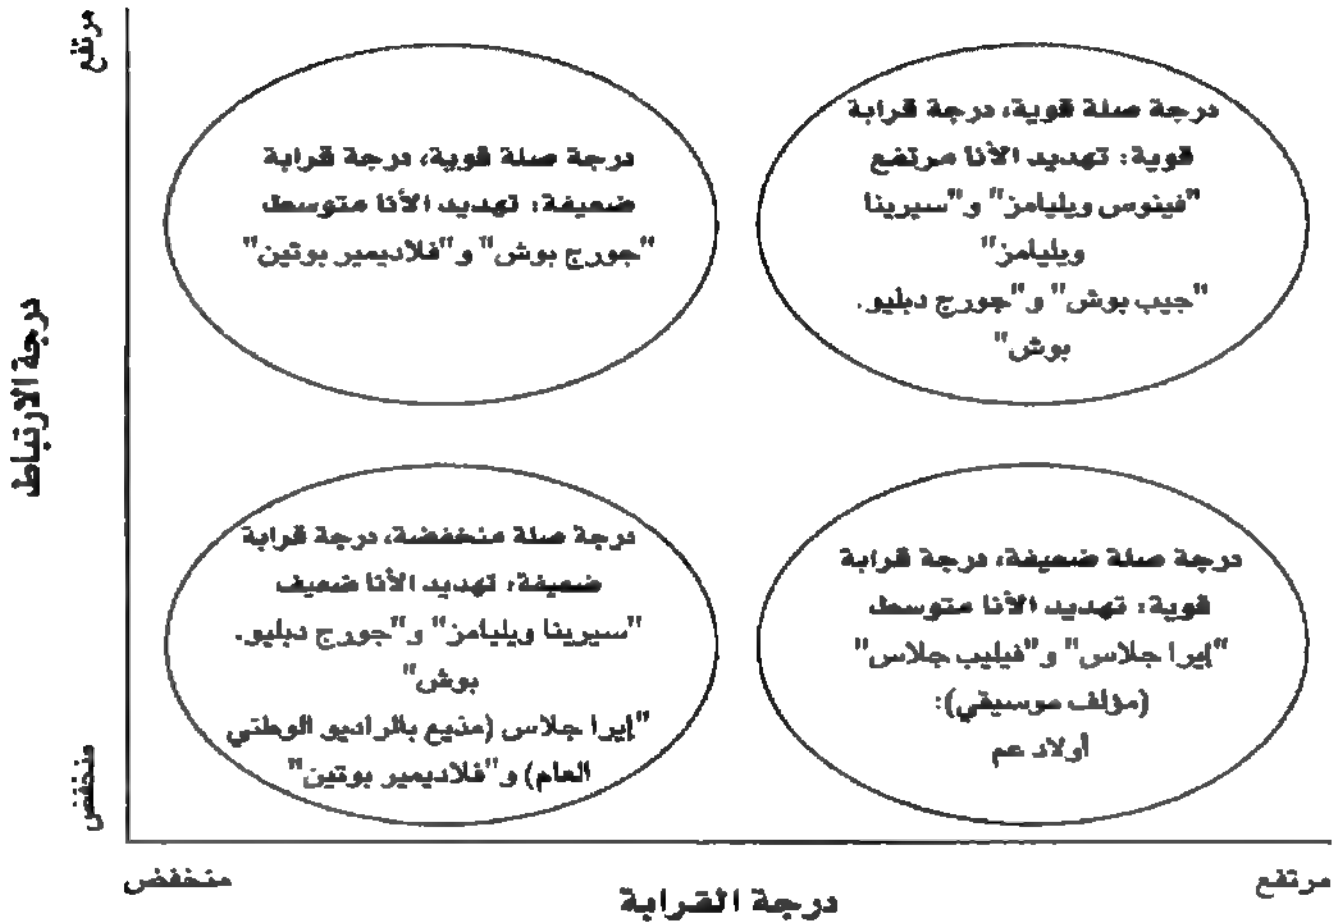 مرتفع
درجة صلة قوية، درجة قرابة
قوية: تهديد الأنا مرتفع
"فينوس ويليامز" و"سيرينا
ويليامز"
"جيب بوش" و"جورج دبليو.
بوش"
درجة صلة قوية، درجة قرابة
ضعيفة: تهديد الأنا متوسط
"جورج بوش" و"فلاديمير بوتين"
درجة الارتباط
درجة صلة ضعيفة، درجة قرابة
قوية: تهديد الأنا متوسط
"إيرا جلاس" و"فيليب جلاس"
(مؤلف موسيقي):
أولاد عم
درجة صلة منخفضة، درجة قرابة
ضعيفة: تهديد الأنا ضعيف
"سيرينا ويليامز" و"جورج دبليو.
بوش"
"إيرا جلاس (مذيع بالراديو الوطني
العام) و"فلاديمير بوتين"
منخفض
مرتفع
درجة القرابة
منخفض